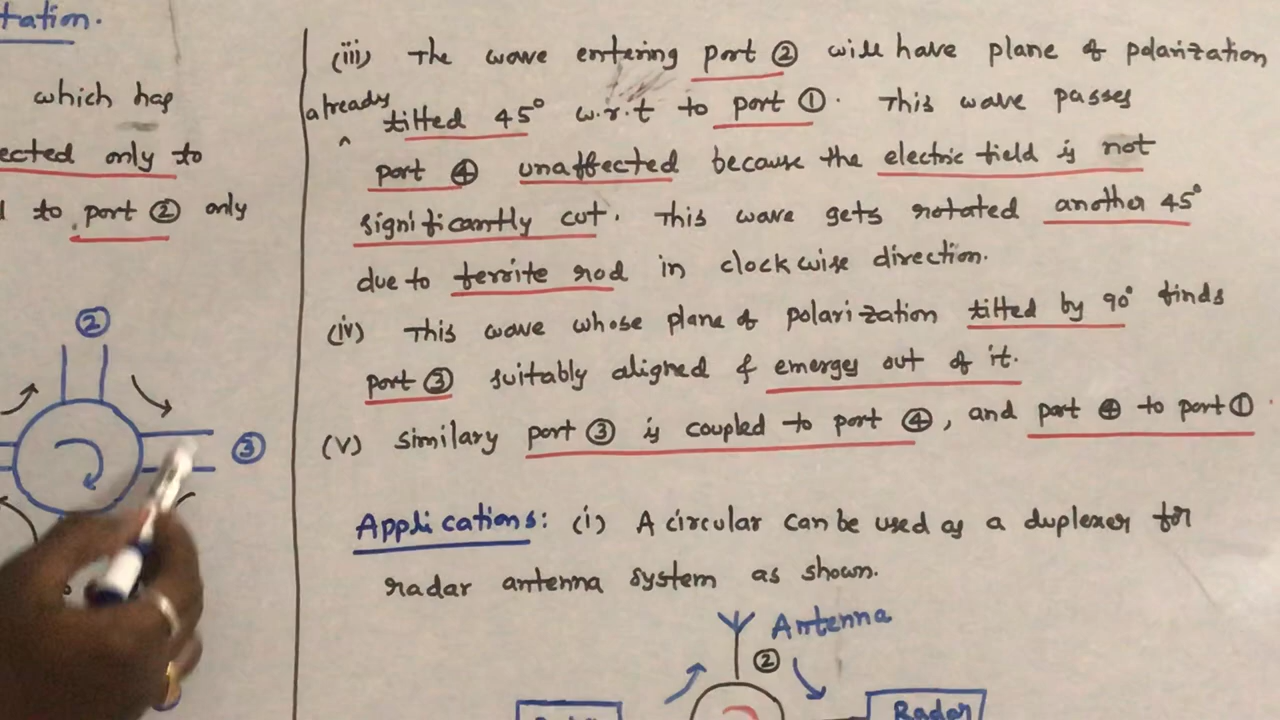 tation.
which has
ected only to
to port ② only
②
③
(iii) The wave entering port ② will have plane of polarization
already
tilted 45° w.r.t to port ①. This wave passes
port ④ unaffected because the electric field is not
significantly cut. This wave gets rotated another 45°
due to ferrite rod in clockwise direction.
(iv) This wave whose plane of polarization tilted by 90° finds
port ③ suitably aligned & emerges out of it.
(v) similary port ③ is coupled to port ④, and port ④ to port ①.
Applications: (i) A circular can be used as a duplexer for
radar antenna system as shown.
Antenna
②
Radar